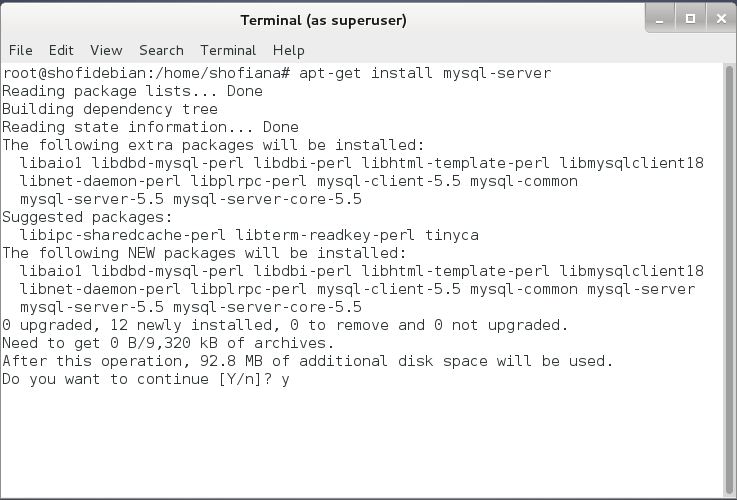 Terminal (as superuser)
File Edit View Search Terminal Help
root@shofidebian:/home/shofiana# apt-get install mysql-server
Reading package lists... Done
Building dependency tree
Reading state information... Done
The following extra packages will be installed:
  libaio1 libdbd-mysql-perl libdbi-perl libhtml-template-perl libmysqlclient18
  libnet-daemon-perl libplrpc-perl mysql-client-5.5 mysql-common
  mysql-server-5.5 mysql-server-core-5.5
Suggested packages:
  libipc-sharedcache-perl libterm-readkey-perl tinyca
The following NEW packages will be installed:
  libaio1 libdbd-mysql-perl libdbi-perl libhtml-template-perl libmysqlclient18
  libnet-daemon-perl libplrpc-perl mysql-client-5.5 mysql-common mysql-server
  mysql-server-5.5 mysql-server-core-5.5
0 upgraded, 12 newly installed, 0 to remove and 0 not upgraded.
Need to get 0 B/9,320 kB of archives.
After this operation, 92.8 MB of additional disk space will be used.
Do you want to continue [Y/n]? y